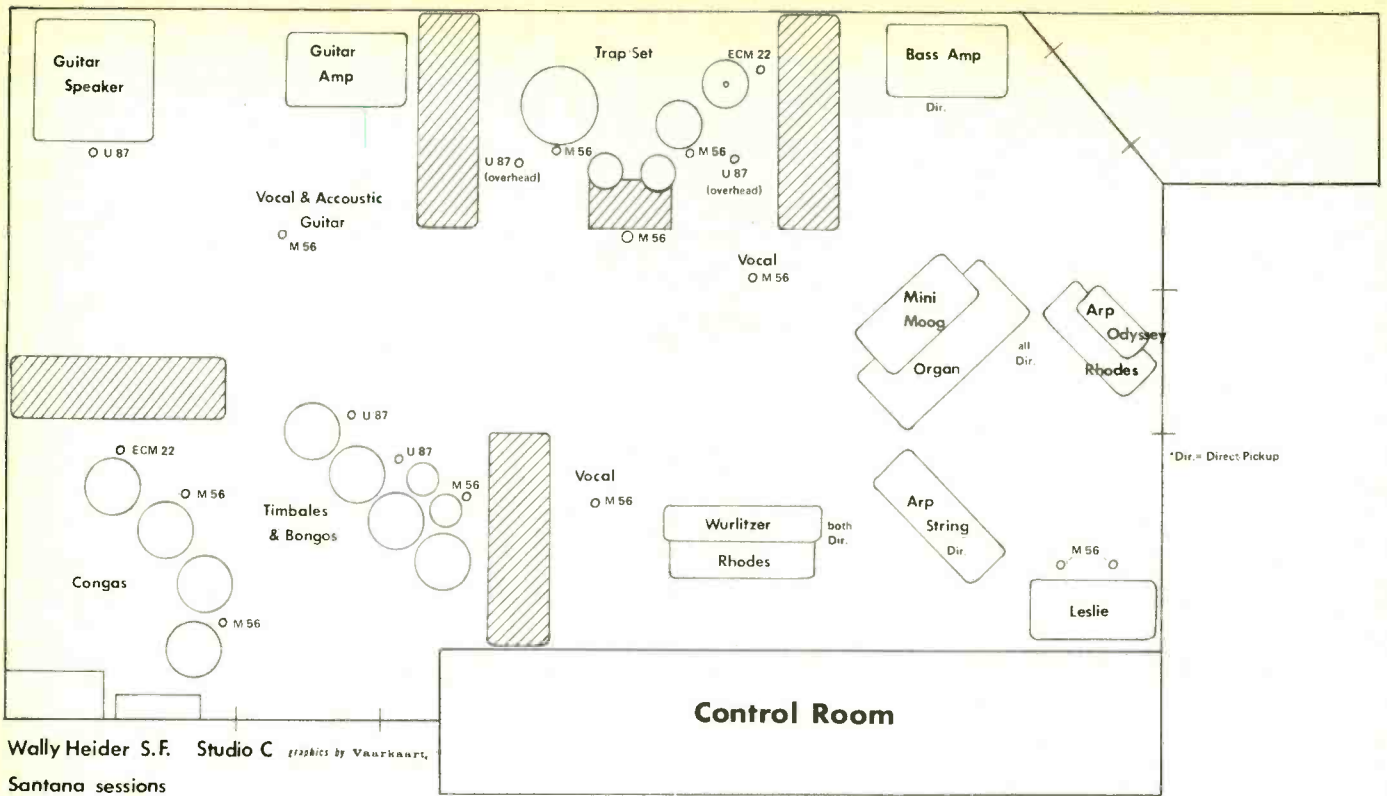 Guitar
Speaker
U 87
Guitar
Amp
Vocal & Accoustic
Guitar
M 56
Trap Set
ECM 22
M 56
U 87
(overhead)
M 56
U 87
(overhead)
M 56
Vocal
M 56
Bass Amp
Dir.
Mini
Moog
Organ
all
Dir.
Arp
Odyssey
Rhodes
*Dir.= Direct Pickup
ECM 22
M 56
Congas
M 56
U 87
U 87
M 56
Timbales
& Bongos
Vocal
M 56
Wurlitzer
Rhodes
both
Dir.
Arp
String
Dir.
M 56
Leslie
Control Room
Wally Heider S.F. Studio C graphics by Vaarkaart,
Santana sessions